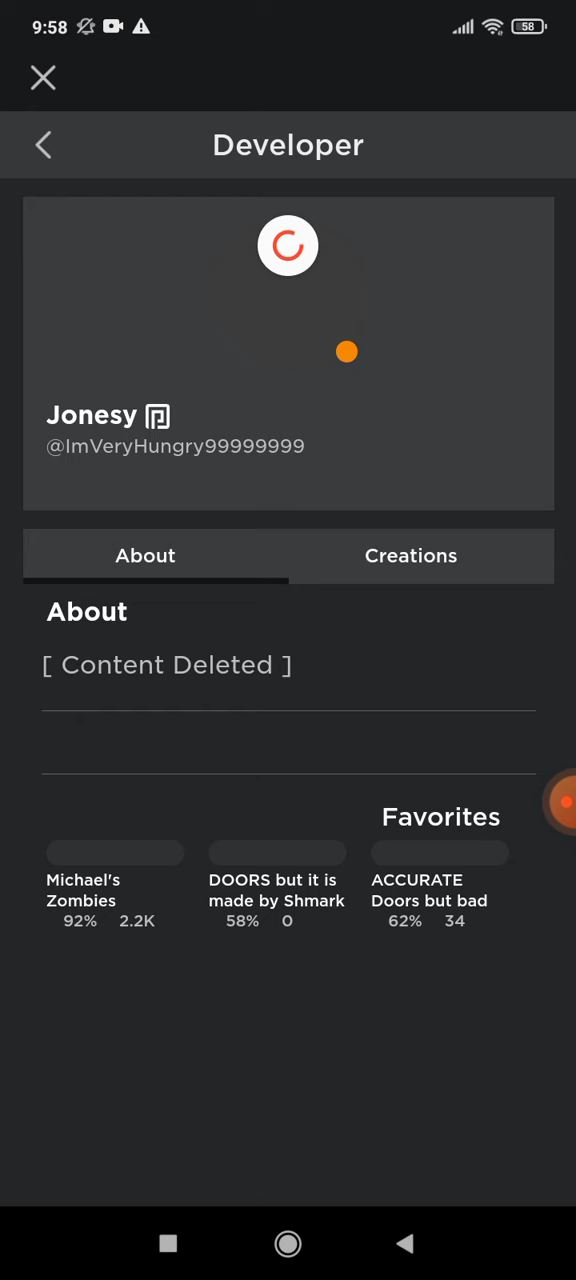 9:58
58
Developer
Jonesy
@ImVeryHungry99999999
About
Creations
About
[ Content Deleted ]
Favorites
Michael's
Zombies
92% 2.2K
DOORS but it is
made by Shmark
58% 0
ACCURATE
Doors but bad
62% 34